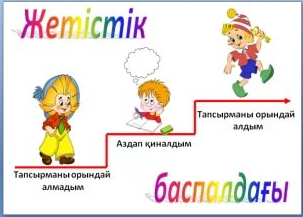 Жетістік
Тапсырманы орындай
алдым
Аздап қиналдым
Тапсырманы орындай
алмадым
баспалдағы